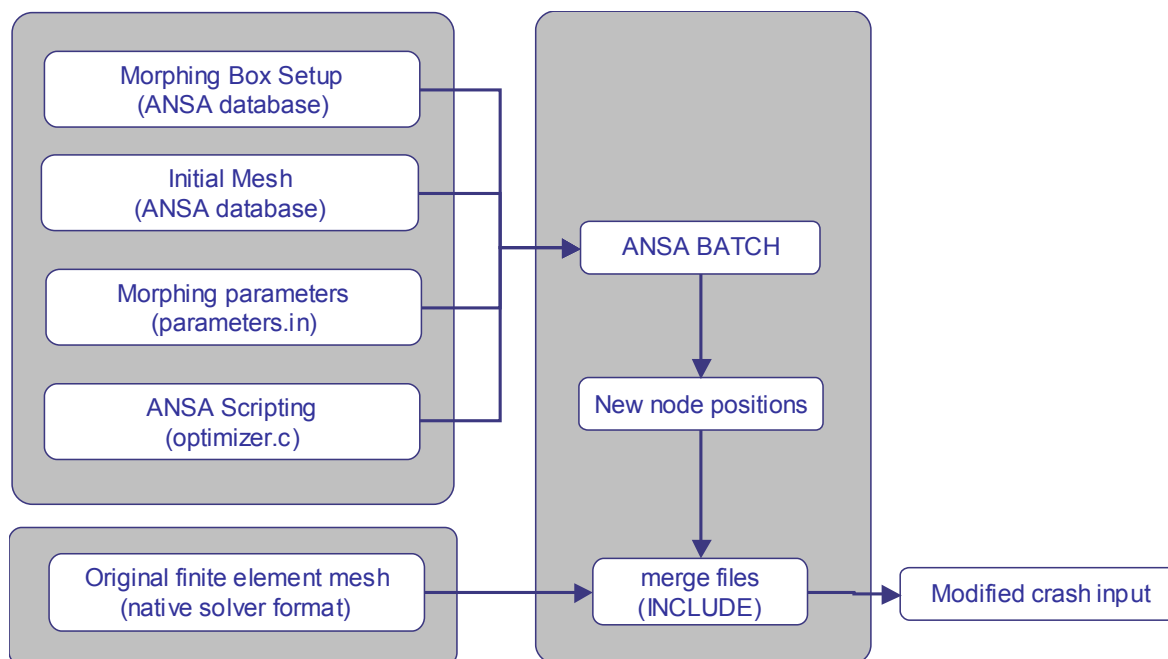 Morphing Box Setup
(ANSA database)
Initial Mesh
(ANSA database)
Morphing parameters
(parameters.in)
ANSA Scripting
(optimizer.c)
Original finite element mesh
(native solver format)
ANSA BATCH
New node positions
merge files
(INCLUDE)
Modified crash input